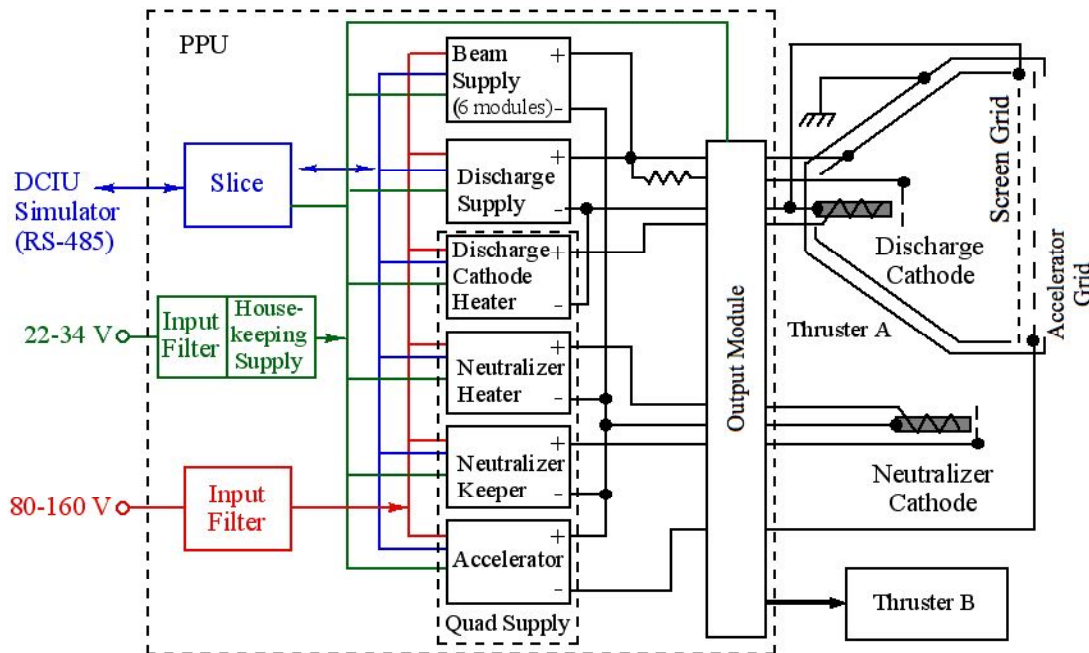 PPU
Beam
Supply
(6 modules)
+
-
DCIU
Simulator
(RS-485)
Slice
Discharge
Supply
+
-
Discharge
Cathode
Heater
+
-
22-34 V
Input
Filter
House-
keeping
Supply
Neutralizer
Heater
+
-
Neutralizer
Keeper
+
-
80-160 V
Input
Filter
Accelerator
+
-
Quad Supply
Output Module
Screen Grid
Accelerator
Grid
Discharge
Cathode
Thruster A
Neutralizer
Cathode
Thruster B